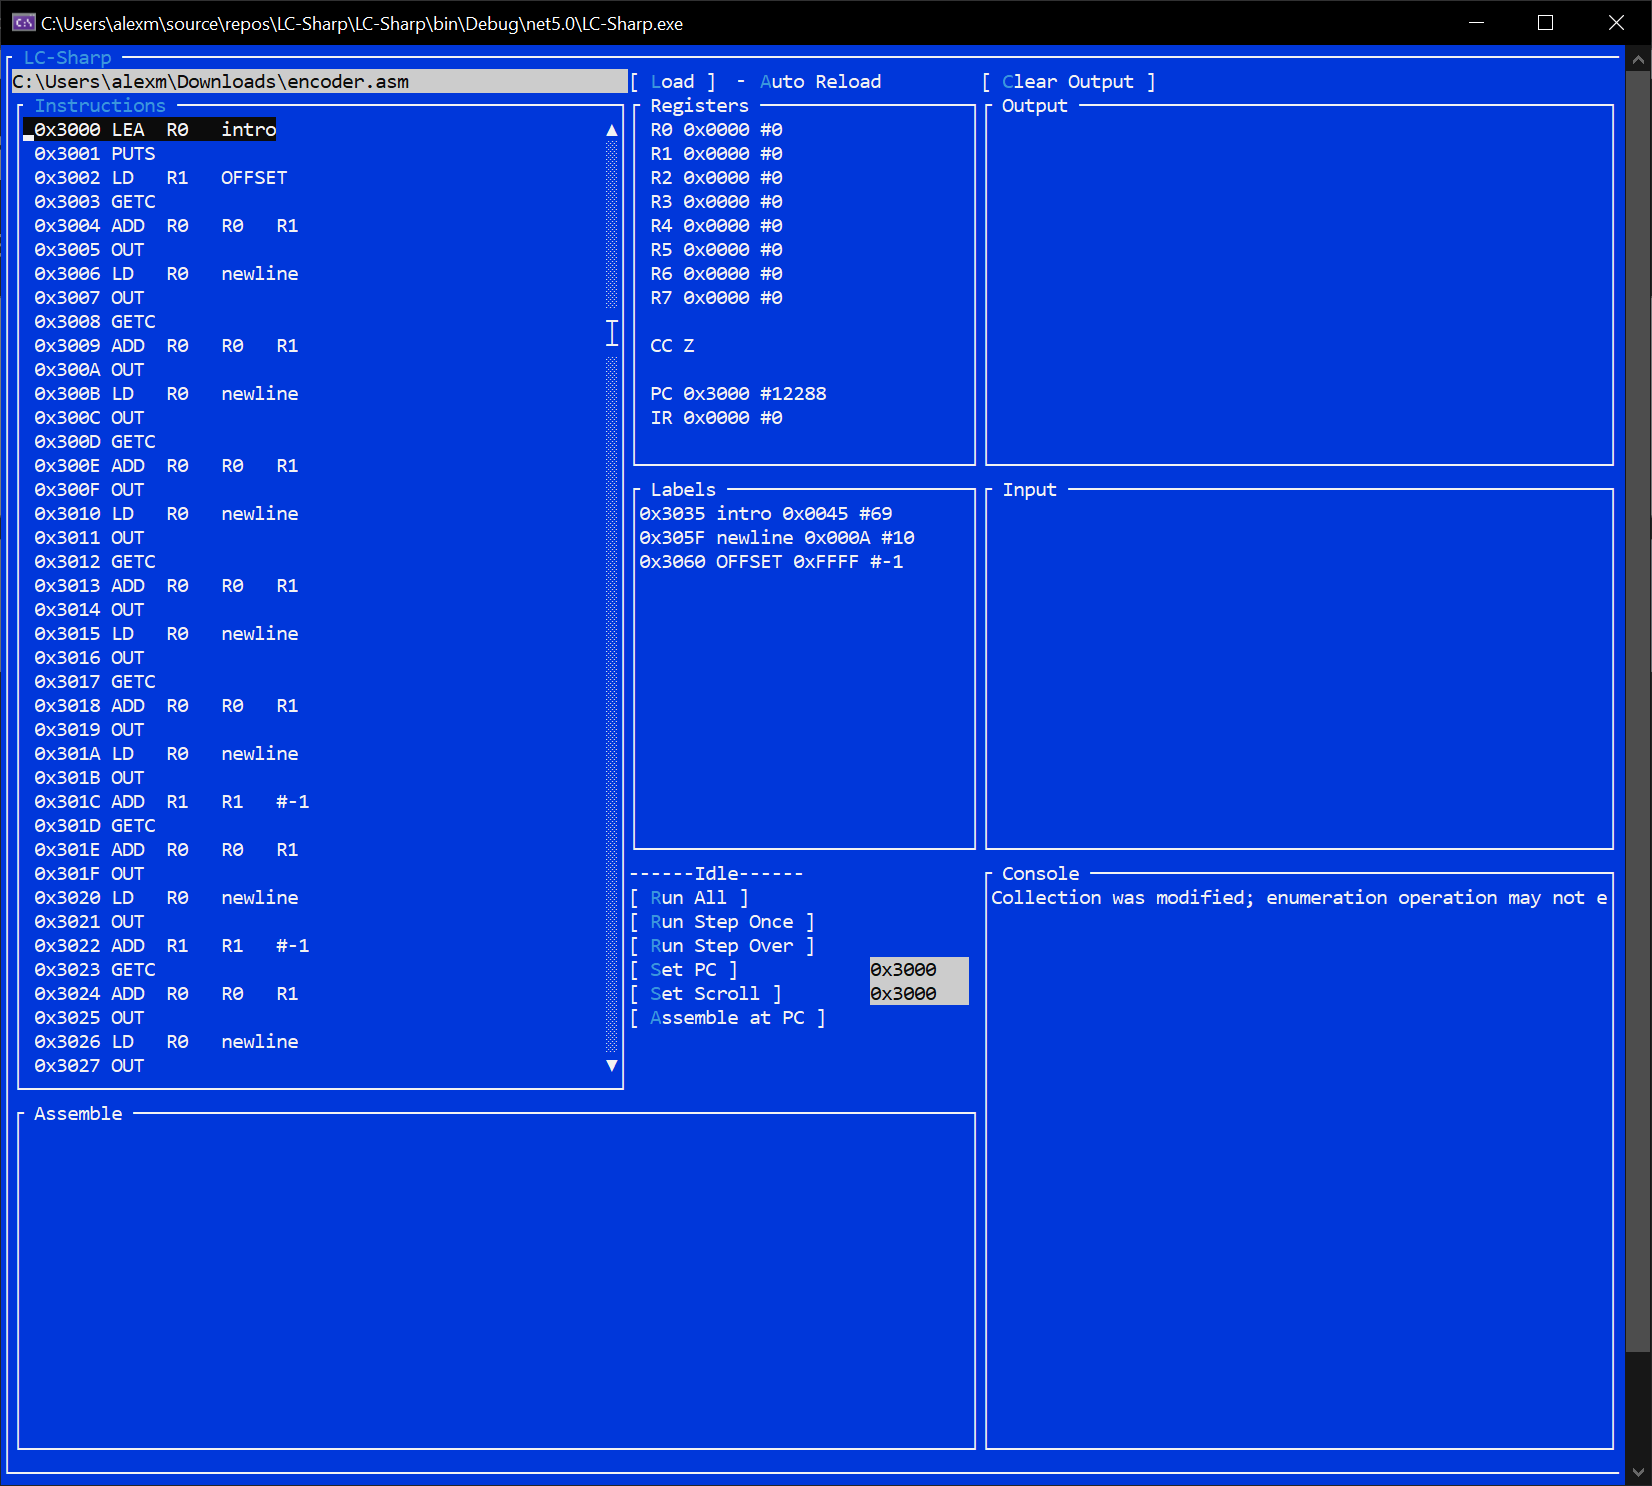 C:\Users\alexm\source\repos\LC-Sharp\LC-Sharp\bin\Debug\net5.0\LC-Sharp.exe
LC-Sharp
C:\Users\alexm\Downloads\encoder.asm [ Load ] - Auto Reload [ Clear Output ]
Instructions
0x3000 LEA R0 intro
0x3001 PUTS
0x3002 LD R1 OFFSET
0x3003 GETC
0x3004 ADD R0 R0 R1
0x3005 OUT
0x3006 LD R0 newline
0x3007 OUT
0x3008 GETC
0x3009 ADD R0 R0 R1
0x300A OUT
0x300B LD R0 newline
0x300C OUT
0x300D GETC
0x300E ADD R0 R0 R1
0x300F OUT
0x3010 LD R0 newline
0x3011 OUT
0x3012 GETC
0x3013 ADD R0 R0 R1
0x3014 OUT
0x3015 LD R0 newline
0x3016 OUT
0x3017 GETC
0x3018 ADD R0 R0 R1
0x3019 OUT
0x301A LD R0 newline
0x301B OUT
0x301C ADD R1 R1 #-1
0x301D GETC
0x301E ADD R0 R0 R1
0x301F OUT
0x3020 LD R0 newline
0x3021 OUT
0x3022 ADD R1 R1 #-1
0x3023 GETC
0x3024 ADD R0 R0 R1
0x3025 OUT
0x3026 LD R0 newline
0x3027 OUT
Registers
R0 0x0000 #0
R1 0x0000 #0
R2 0x0000 #0
R3 0x0000 #0
R4 0x0000 #0
R5 0x0000 #0
R6 0x0000 #0
R7 0x0000 #0
CC Z
PC 0x3000 #12288
IR 0x0000 #0
Output
Labels
0x3035 intro 0x0045 #69
0x305F newline 0x000A #10
0x3060 OFFSET 0xFFFF #-1
Input
------Idle------
[ Run All ]
[ Run Step Once ]
[ Run Step Over ]
[ Set PC ] 0x3000
[ Set Scroll ] 0x3000
[ Assemble at PC ]
Console
Collection was modified; enumeration operation may not e
Assemble